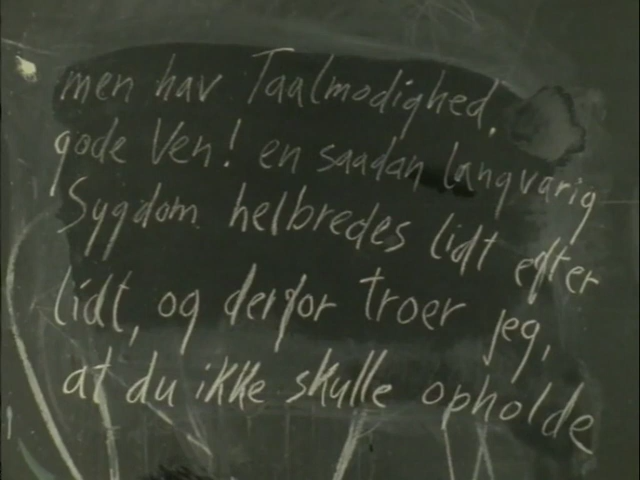 men hav Taalmodighed,
gode Ven! en saadan langvarig
Sygdom helbredes lidt efter
lidt, og derfor troer jeg,
at du ikke skulle opholde